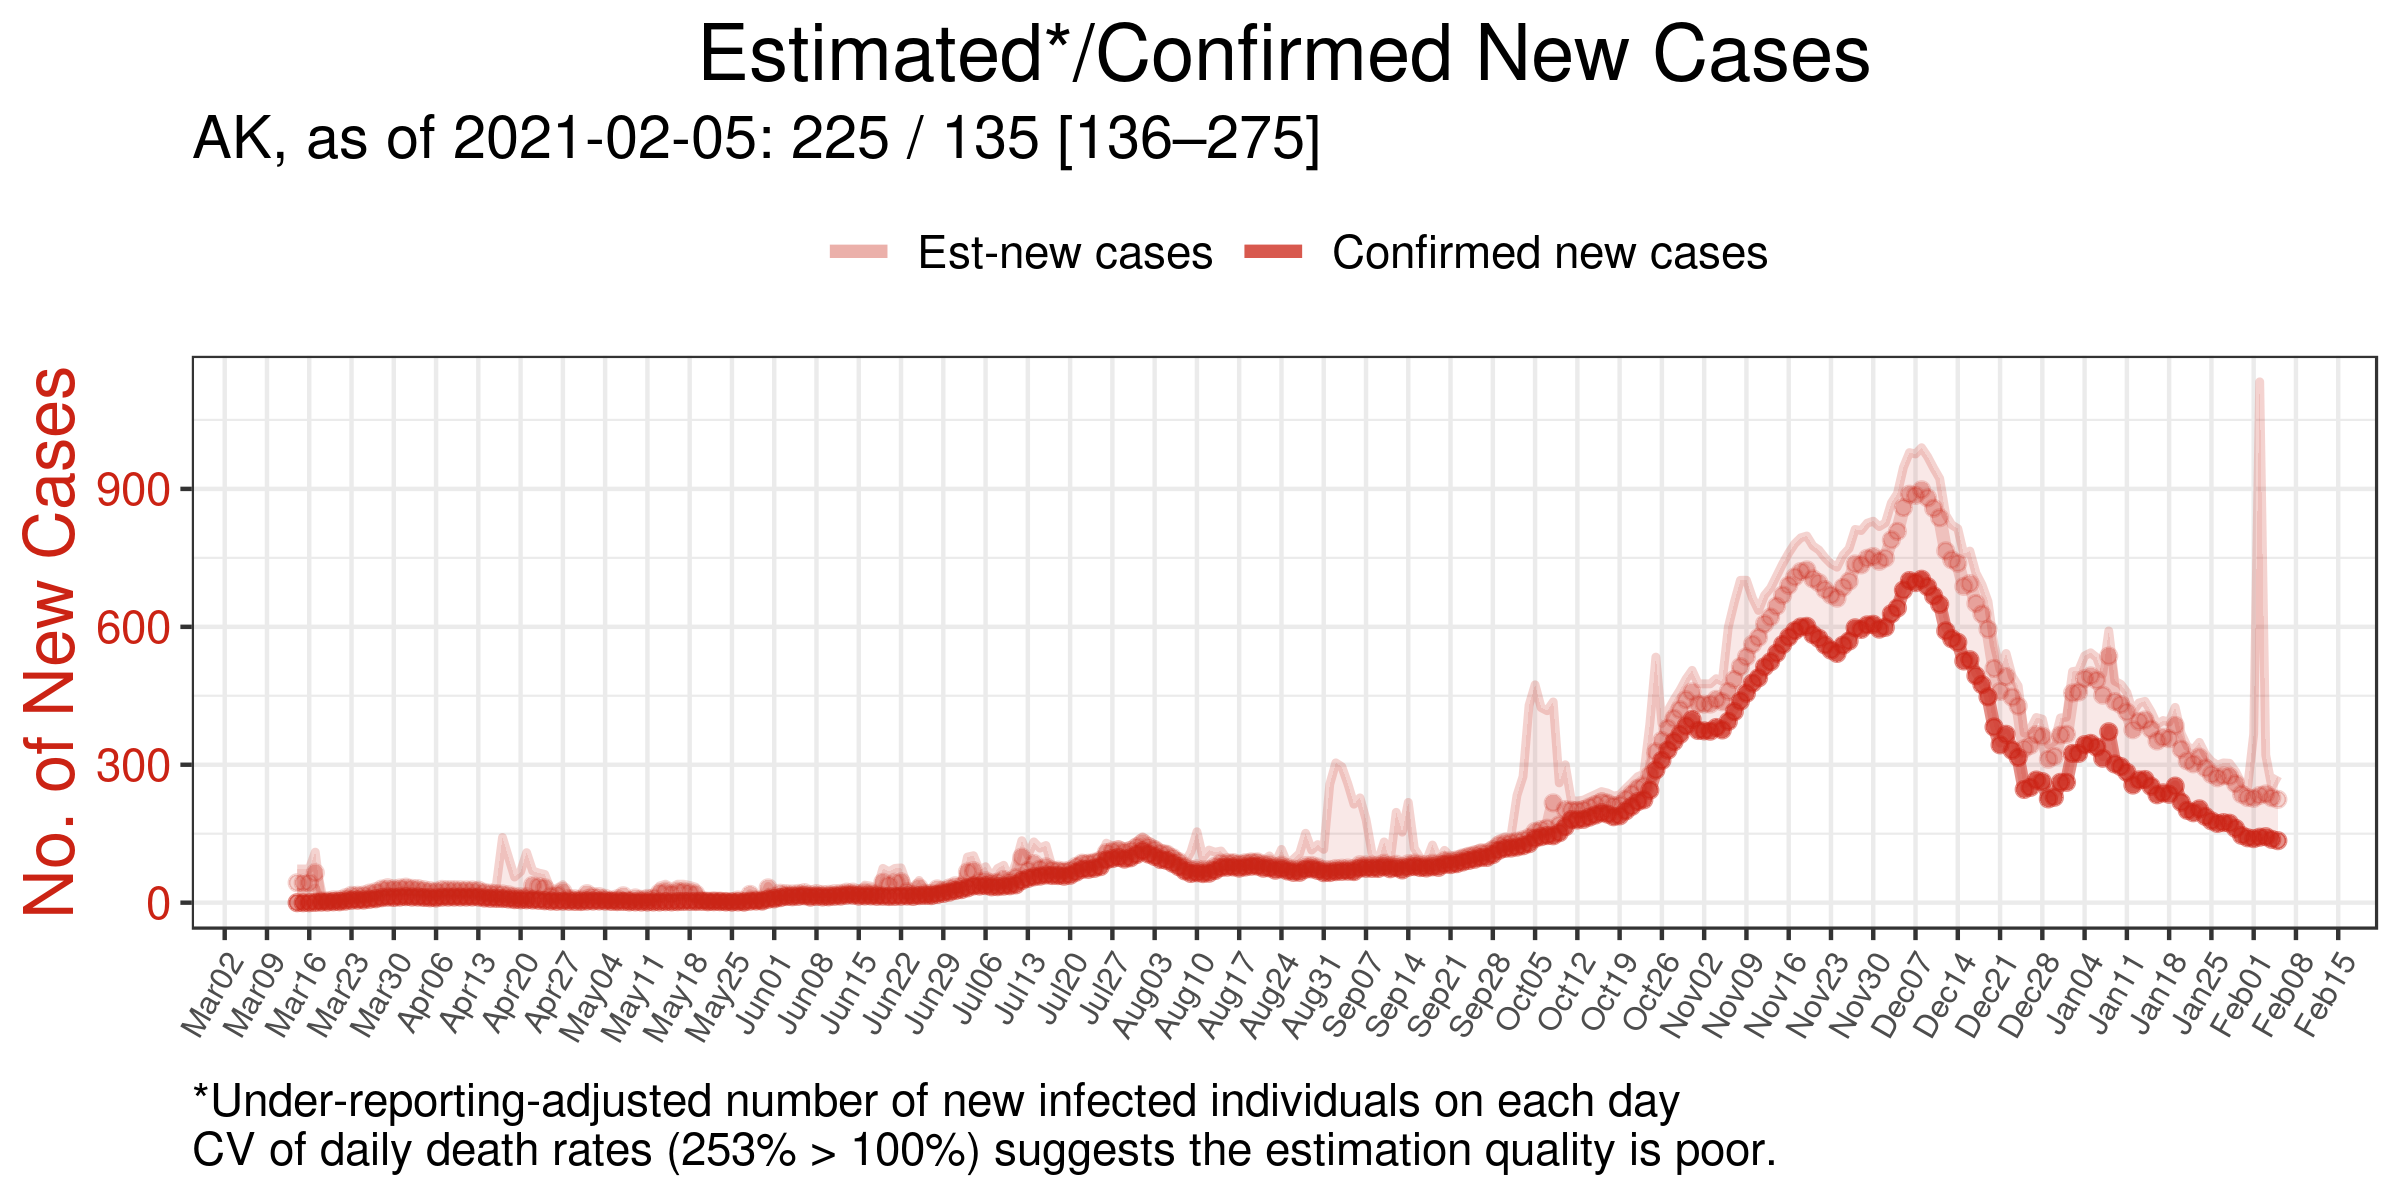 Estimated*/Confirmed New Cases
AK, as of 2021-02-05: 225 / 135 [136–275]
Est-new cases Confirmed new cases
No. of New Cases
900
600
300
0
Mar02 Mar09 Mar16 Mar23 Mar30 Apr06 Apr13 Apr20 Apr27 May04 May11 May18 May25 Jun01 Jun08 Jun15 Jun22 Jun29 Jul06 Jul13 Jul20 Jul27 Aug03 Aug10 Aug17 Aug24 Aug31 Sep07 Sep14 Sep21 Sep28 Oct05 Oct12 Oct19 Oct26 Nov02 Nov09 Nov16 Nov23 Nov30 Dec07 Dec14 Dec21 Dec28 Jan04 Jan11 Jan18 Jan25 Feb01 Feb08 Feb15
*Under-reporting-adjusted number of new infected individuals on each day
CV of daily death rates (253% > 100%) suggests the estimation quality is poor.